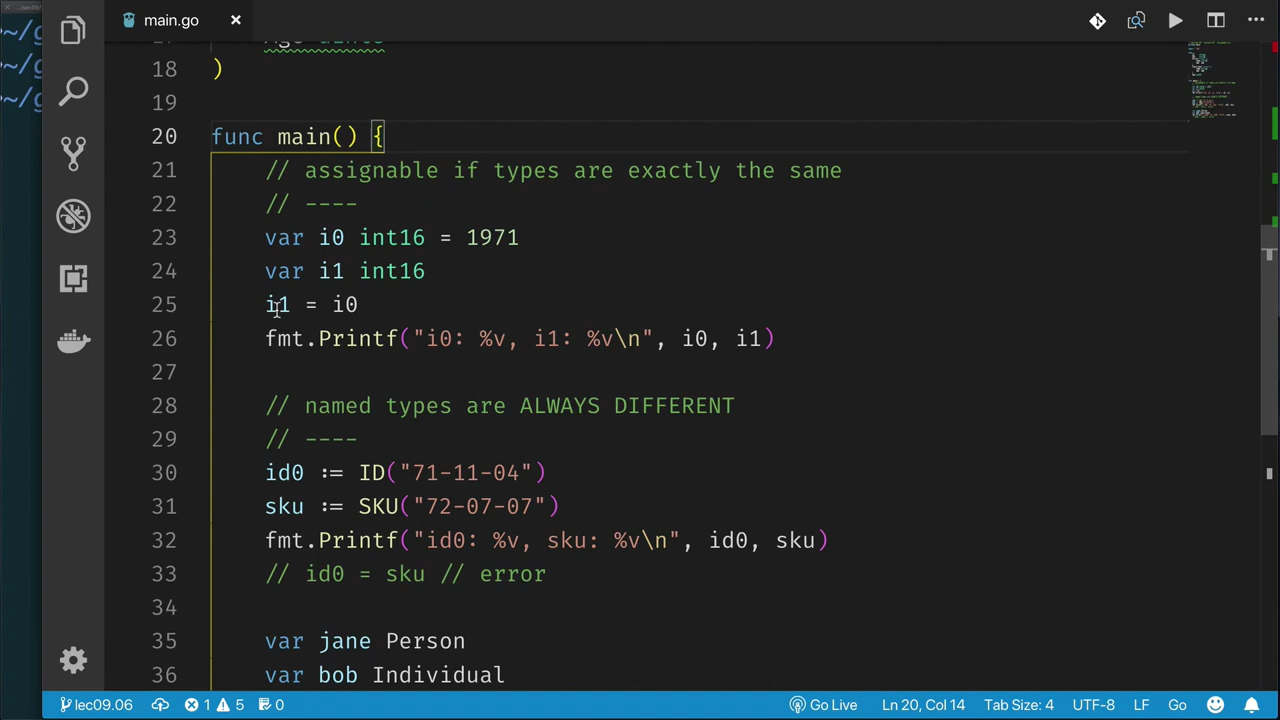 main.go
18 )
19
20 func main() {
21 // assignable if types are exactly the same
22 // ----
23 var i0 int16 = 1971
24 var i1 int16
25 i1 = i0
26 fmt.Printf("i0: %v, i1: %v\n", i0, i1)
27
28 // named types are ALWAYS DIFFERENT
29 // ----
30 id0 := ID("71-11-04")
31 sku := SKU("72-07-07")
32 fmt.Printf("id0: %v, sku: %v\n", id0, sku)
33 // id0 = sku // error
34
35 var jane Person
36 var bob Individual
lec09.06 1 5 0 Go Live Ln 20, Col 14 Tab Size: 4 UTF-8 LF Go